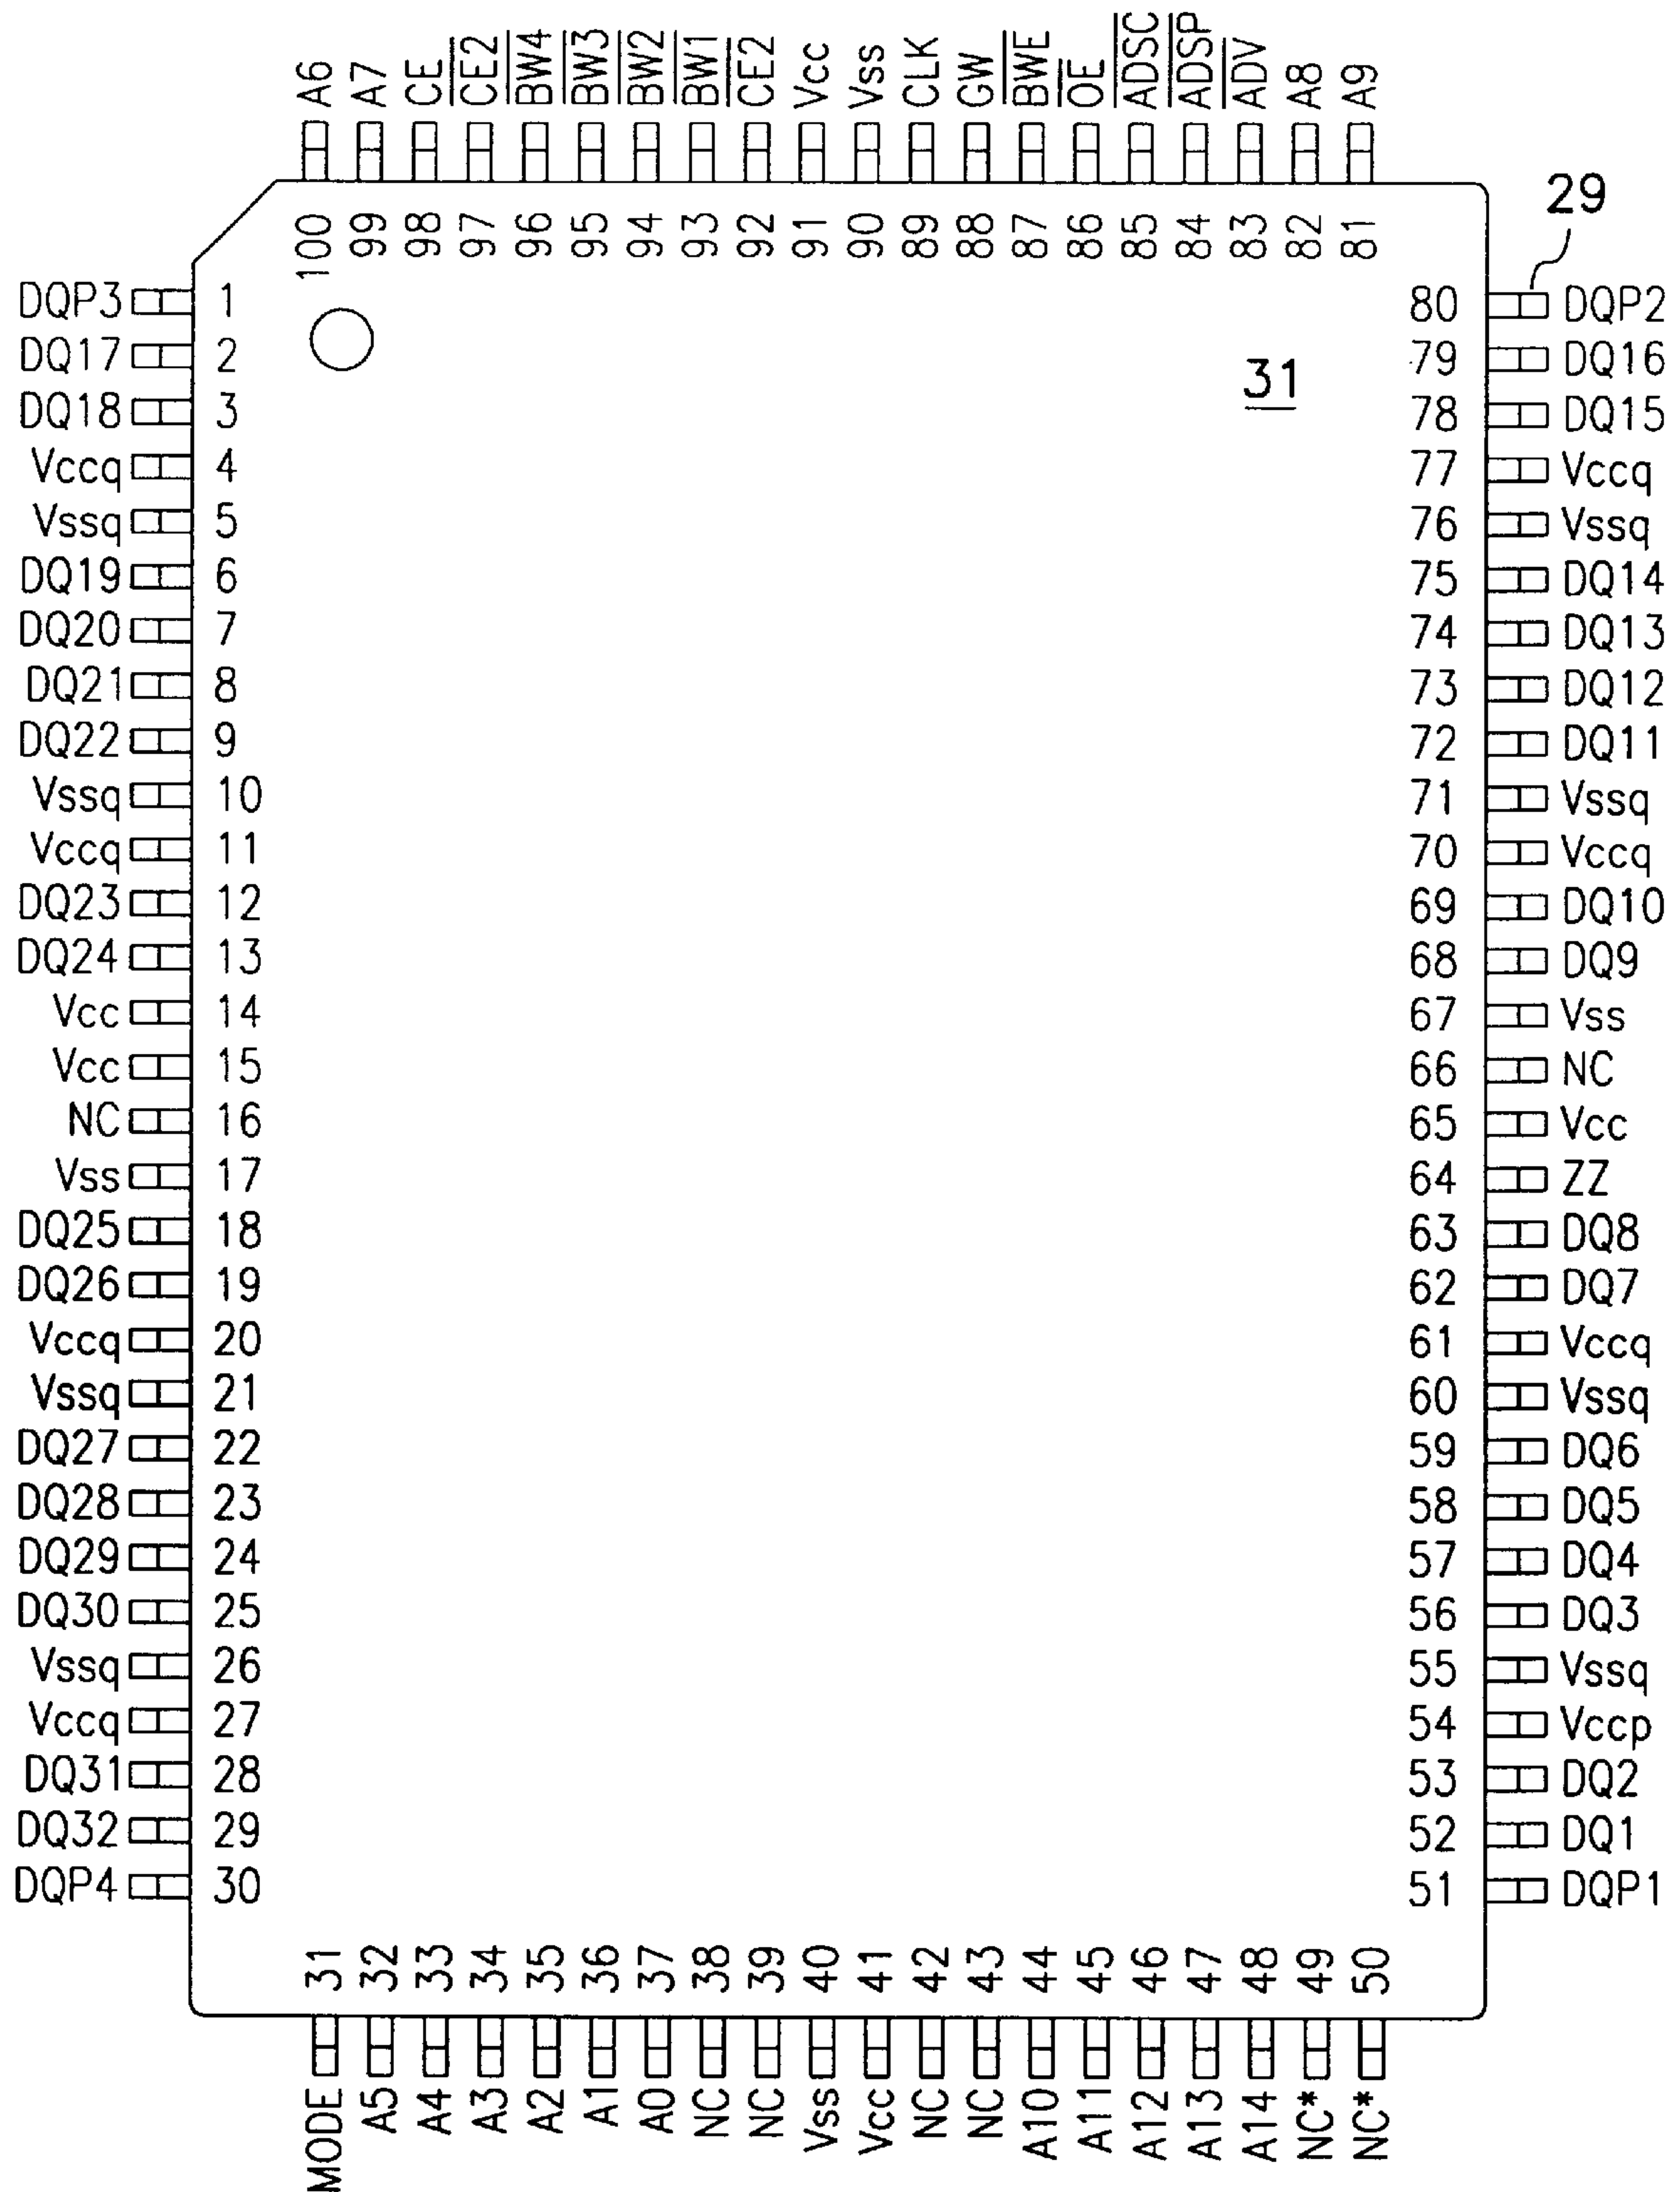 A6 A7 CE CE2 BW4 BW3 BW2 BW1 CE2 Vcc Vss CLK GW BWE OE ADSC ADSP ADV A8 A9
100 99 98 97 96 95 94 93 92 91 90 89 88 87 86 85 84 83 82 81
29
DQP3 1 80 DQP2
DQ17 2 79 DQ16
31
DQ18 3 78 DQ15
Vccq 4 77 Vccq
Vssq 5 76 Vssq
DQ19 6 75 DQ14
DQ20 7 74 DQ13
DQ21 8 73 DQ12
DQ22 9 72 DQ11
Vssq 10 71 Vssq
Vccq 11 70 Vccq
DQ23 12 69 DQ10
DQ24 13 68 DQ9
Vcc 14 67 Vss
Vcc 15 66 NC
NC 16 65 Vcc
Vss 17 64 ZZ
DQ25 18 63 DQ8
DQ26 19 62 DQ7
Vccq 20 61 Vccq
Vssq 21 60 Vssq
DQ27 22 59 DQ6
DQ28 23 58 DQ5
DQ29 24 57 DQ4
DQ30 25 56 DQ3
Vssq 26 55 Vssq
Vccq 27 54 Vccp
DQ31 28 53 DQ2
DQ32 29 52 DQ1
DQP4 30 51 DQP1
31 32 33 34 35 36 37 38 39 40 41 42 43 44 45 46 47 48 49 50
MODE A5 A4 A3 A2 A1 A0 NC NC Vss Vcc NC NC A10 A11 A12 A13 A14 NC* NC*